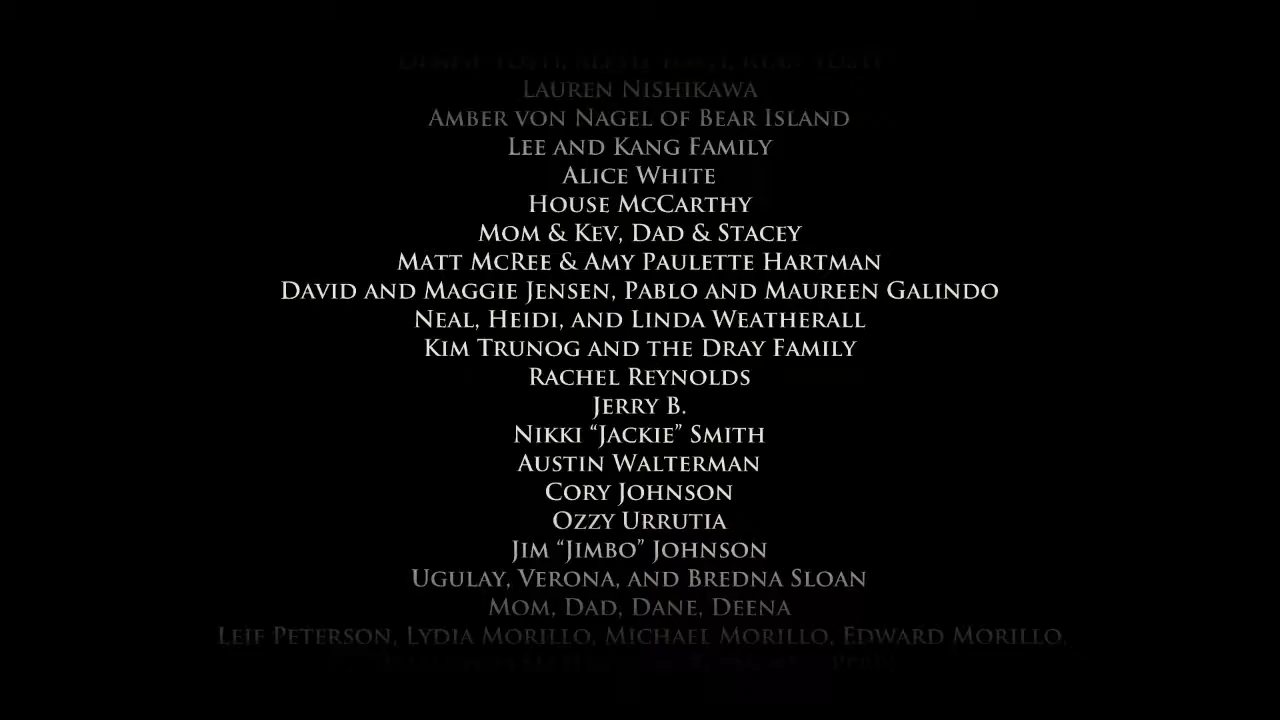 Lauren Nishikawa
Amber von Nagel of Bear Island
Lee and Kang Family
Alice White
House McCarthy
Mom & Kev, Dad & Stacey
Matt McRee & Amy Paulette Hartman
David and Maggie Jensen, Pablo and Maureen Galindo
Neal, Heidi, and Linda Weatherall
Kim Trunog and the Dray Family
Rachel Reynolds
Jerry B.
Nikki “Jackie” Smith
Austin Walterman
Cory Johnson
Ozzy Urrutia
Jim “Jimbo” Johnson
Ugulay, Verona, and Bredna Sloan
Mom, Dad, Dane, Deena
Leif Peterson, Lydia Morillo, Michael Morillo, Edward Morillo,